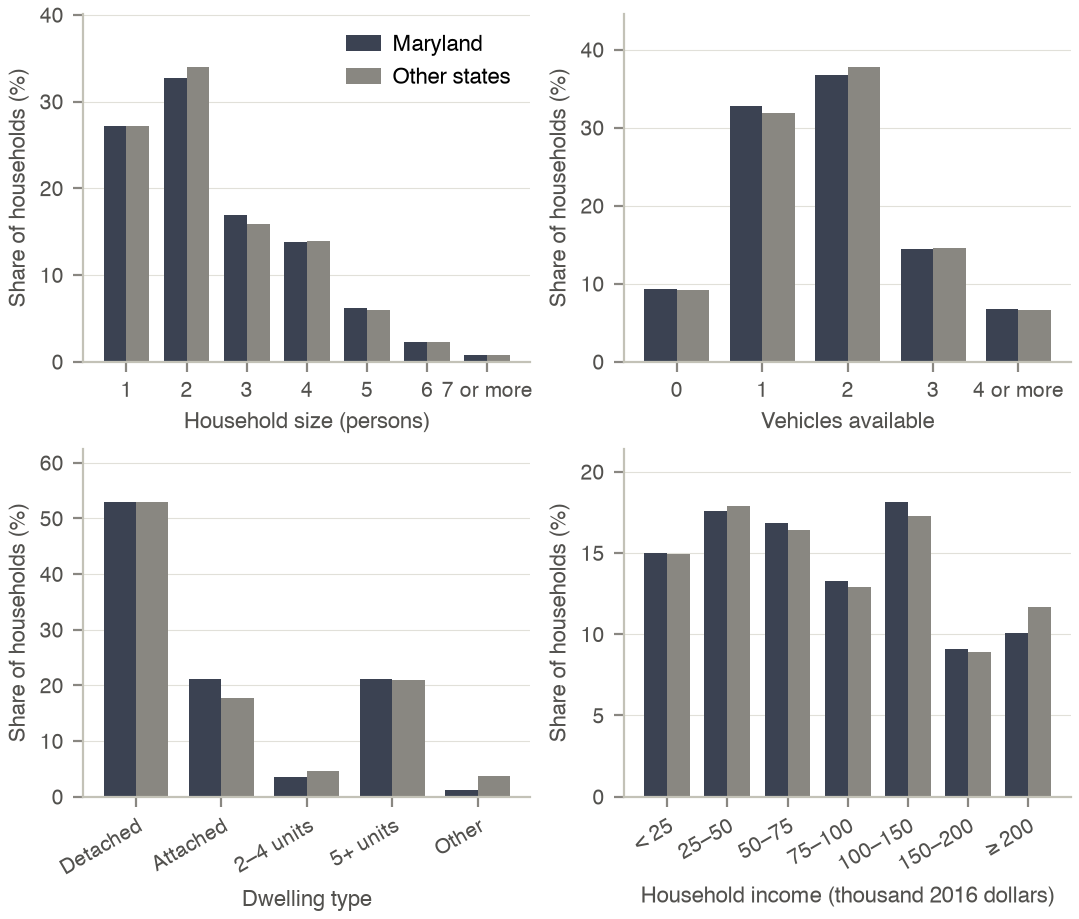 Share of households (%)
40
30
20
10
0
Maryland
Other states
1 2 3 4 5 6 7 or more
Household size (persons)
Share of households (%)
40
30
20
10
0
0 1 2 3 4 or more
Vehicles available
Share of households (%)
60
50
40
30
20
10
0
Detached Attached 2–4 units 5+ units Other
Dwelling type
Share of households (%)
20
15
10
5
0
< 25 25–50 50–75 75–100 100–150 150–200 ≥ 200
Household income (thousand 2016 dollars)